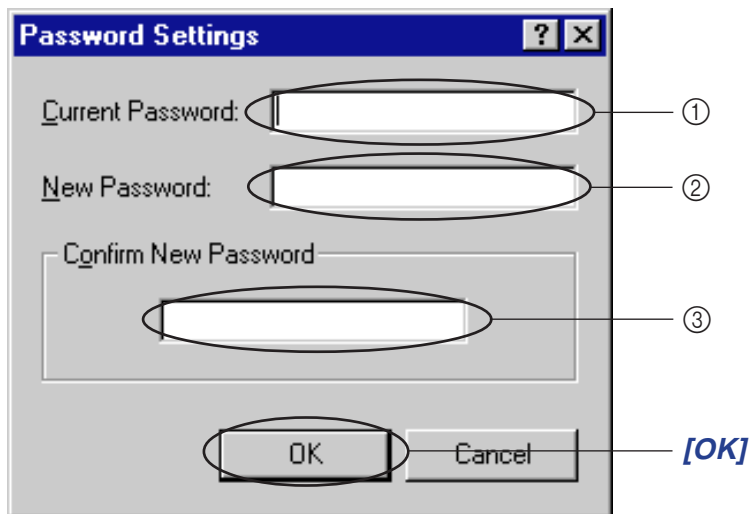 Password Settings ? ×
Current Password: ①
New Password: ②
Confirm New Password
③
OK Cancel [OK]